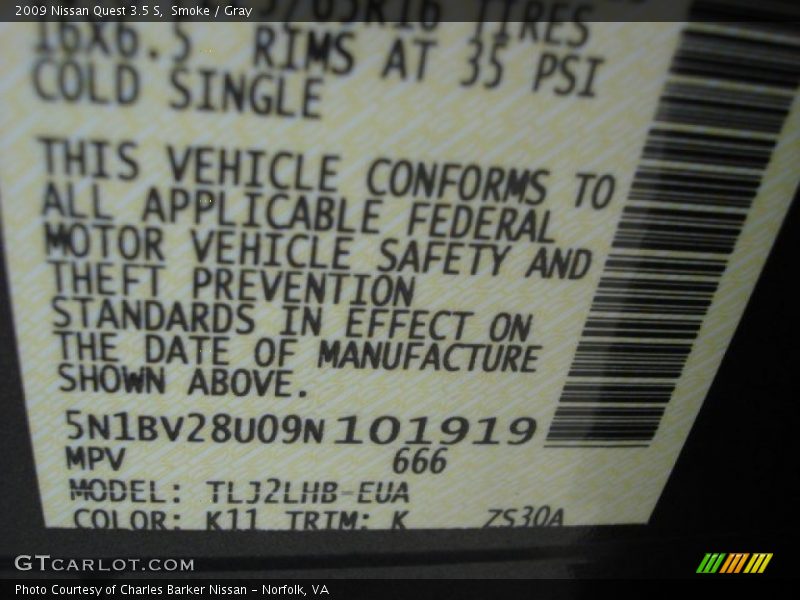 2009 Nissan Quest 3.5 S, Smoke / Gray
TIRES
16X6.5 RIMS AT 35 PSI
COLD SINGLE
THIS VEHICLE CONFORMS TO
ALL APPLICABLE FEDERAL
MOTOR VEHICLE SAFETY AND
THEFT PREVENTION
STANDARDS IN EFFECT ON
THE DATE OF MANUFACTURE
SHOWN ABOVE.
5N1BV28U09N101919
MPV 666
MODEL: TLJ2LHB-EUA
COLOR: K11 TRIM: K ZS30A
GTCARLOT.COM
Photo Courtesy of Charles Barker Nissan - Norfolk, VA